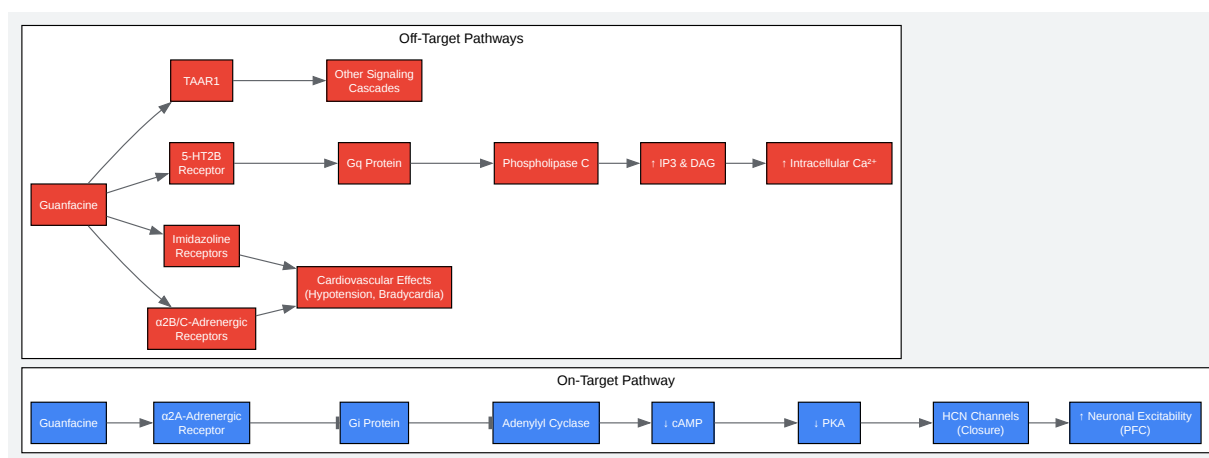 Off-Target Pathways
TAAR1
Other Signaling
Cascades
5-HT2B
Receptor
Gq Protein
Phospholipase C
↑ IP3 & DAG
↑ Intracellular Ca²⁺
Guanfacine
Imidazoline
Receptors
Cardiovascular Effects
(Hypotension, Bradycardia)
α2B/C-Adrenergic
Receptors
On-Target Pathway
Guanfacine
α2A-Adrenergic
Receptor
Gi Protein
Adenylyl Cyclase
↓ cAMP
↓ PKA
HCN Channels
(Closure)
↑ Neuronal Excitability
(PFC)